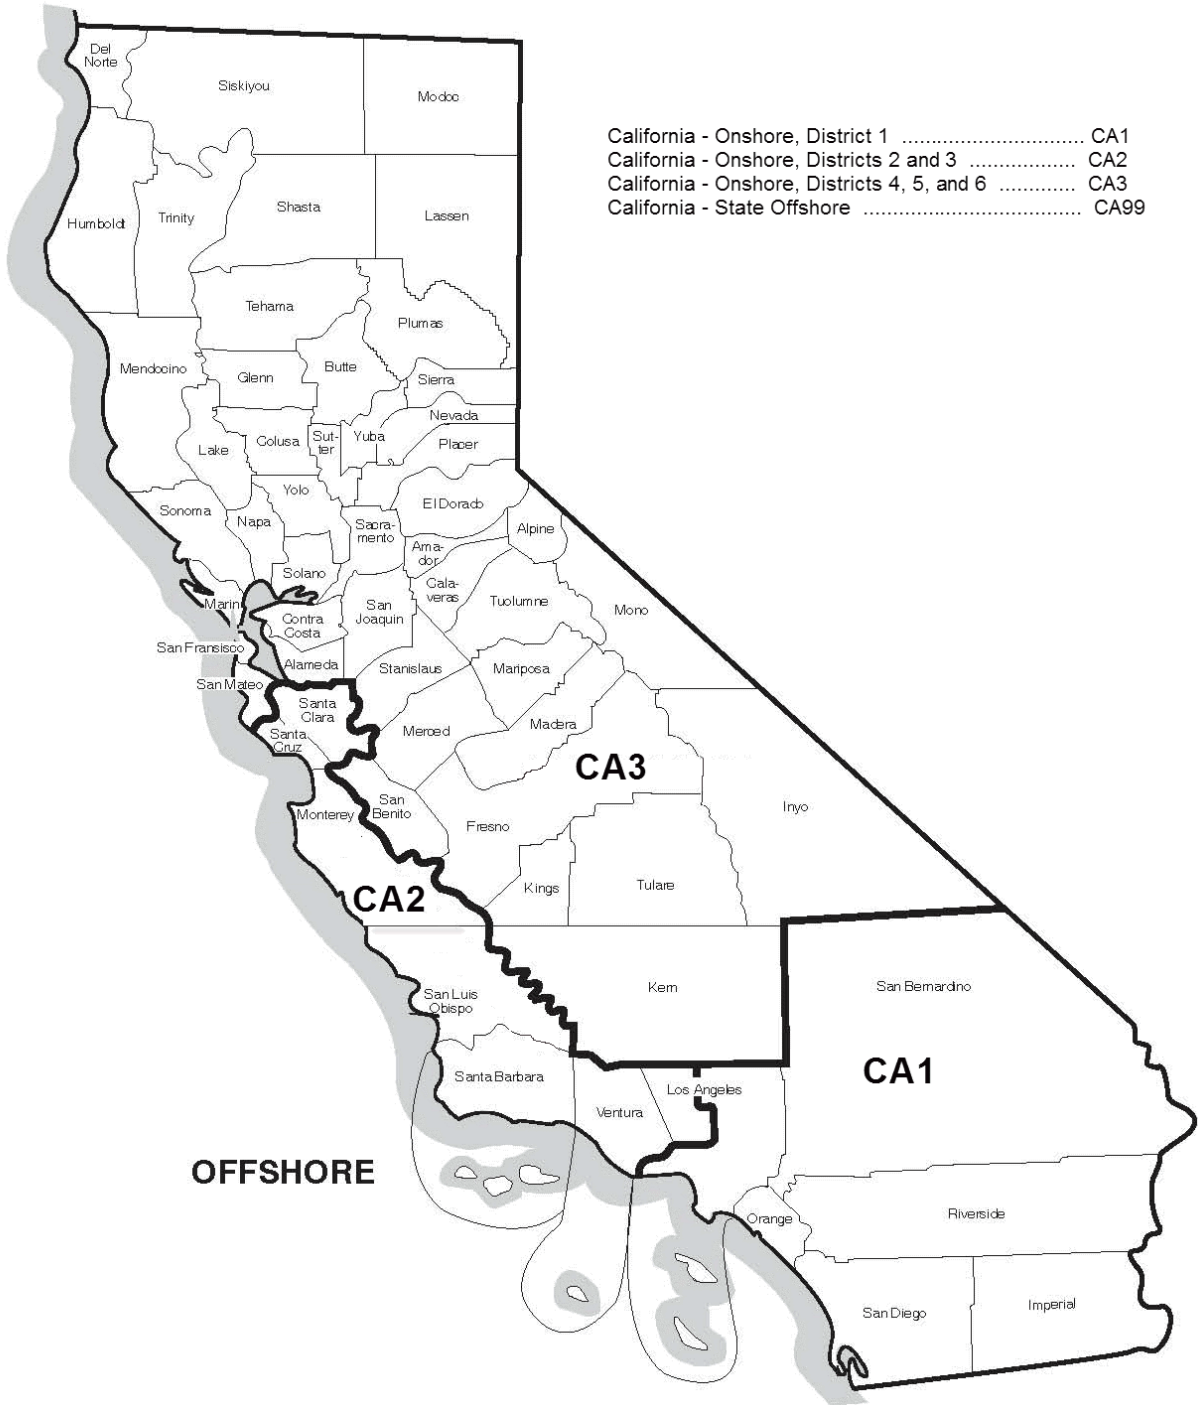 Del
Norte
Siskiyou
Modoc
California - Onshore, District 1 ............................... CA1
California - Onshore, Districts 2 and 3 .................. CA2
California - Onshore, Districts 4, 5, and 6 ............. CA3
California - State Offshore ..................................... CA99
Humboldt
Trinity
Shasta
Lassen
Tehama
Plumas
Mendocino
Glenn
Butte
Sierra
Nevada
Lake
Colusa
Sut-
ter
Yuba
Placer
Yolo
El Dorado
Sonoma
Napa
Sacra-
mento
Alpine
Ama-
dor
Solano
Cala-
veras
Tuolumne
Mono
Marin
Contra
Costa
San
Joaquin
San Fransisco
Alameda
Stanislaus
Mariposa
San Mateo
Santa
Clara
Santa
Cruz
Merced
Madera
CA3
Inyo
San
Benito
Monterey
Fresno
Kings
Tulare
CA2
Kern
San Bernardino
San Luis
Obispo
CA1
Santa Barbara
Los Angeles
Ventura
OFFSHORE
Orange
Riverside
San Diego
Imperial